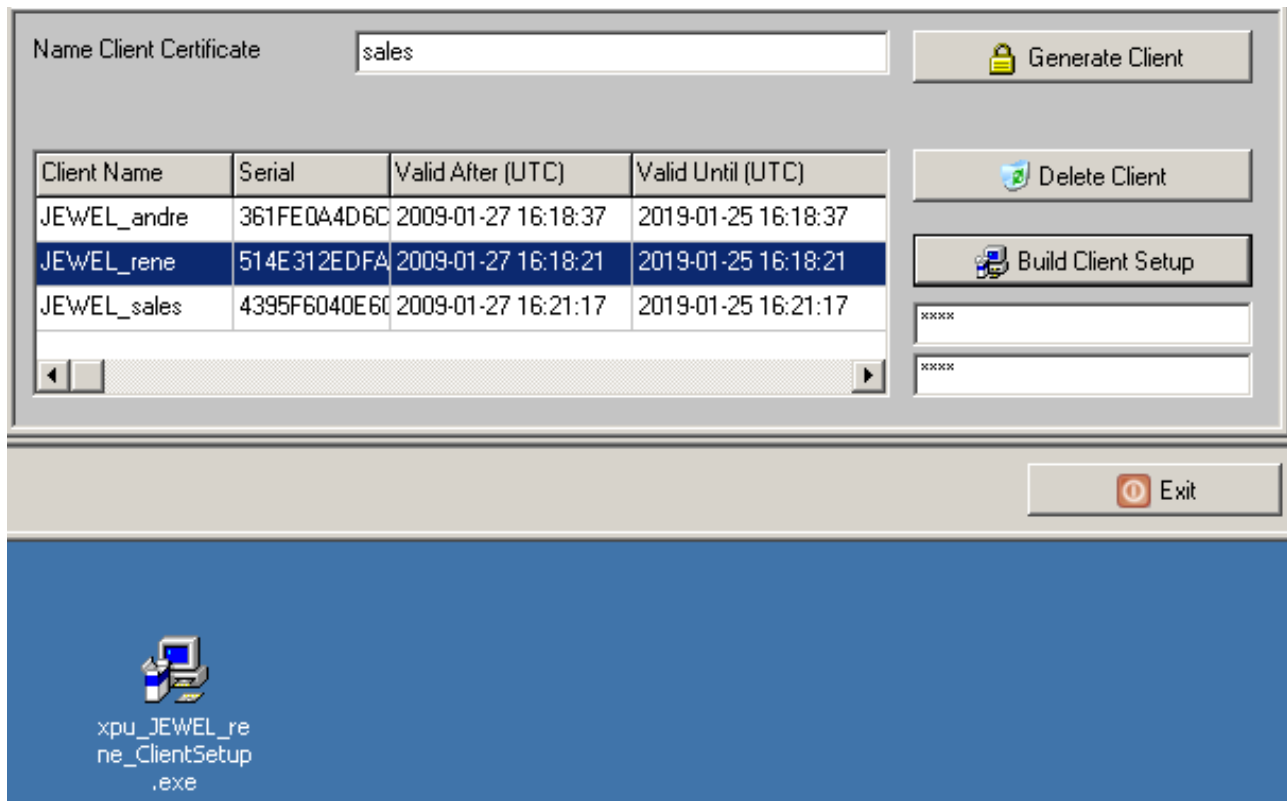 Name Client Certificate
sales
Generate Client
Client Name Serial Valid After (UTC) Valid Until (UTC)
Delete Client
JEWEL_andre 361FE0A4D6C 2009-01-27 16:18:37 2019-01-25 16:18:37
JEWEL_rene 514E312EDFA 2009-01-27 16:18:21 2019-01-25 16:18:21
Build Client Setup
JEWEL_sales 4395F6040E60 2009-01-27 16:21:17 2019-01-25 16:21:17
****
****
Exit
xpu_JEWEL_re
ne_ClientSetup
.exe